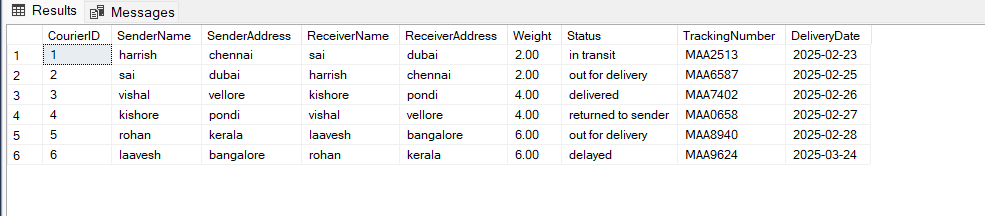 Results Messages
CourierID SenderName SenderAddress ReceiverName ReceiverAddress Weight Status TrackingNumber DeliveryDate
1 1 harrish chennai sai dubai 2.00 in transit MAA2513 2025-02-23
2 2 sai dubai harrish chennai 2.00 out for delivery MAA6587 2025-02-25
3 3 vishal vellore kishore pondi 4.00 delivered MAA7402 2025-02-26
4 4 kishore pondi vishal vellore 4.00 returned to sender MAA0658 2025-02-27
5 5 rohan kerala laavesh bangalore 6.00 out for delivery MAA8940 2025-02-28
6 6 laavesh bangalore rohan kerala 6.00 delayed MAA9624 2025-03-24